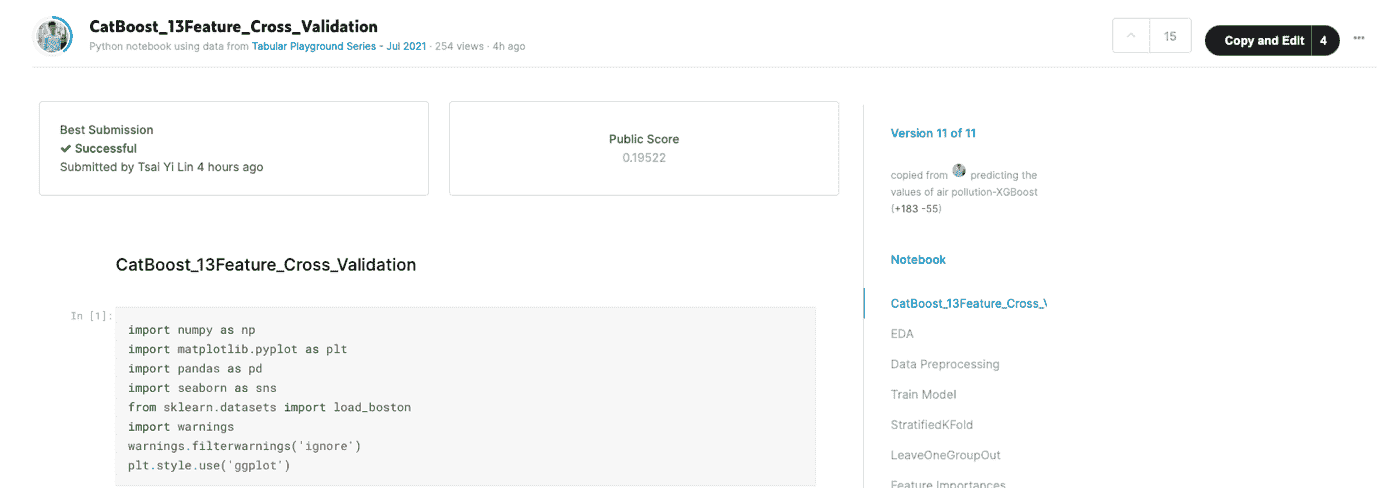 CatBoost_13Feature_Cross_Validation
Python notebook using data from Tabular Playground Series - Jul 2021 · 254 views · 4h ago
15
Copy and Edit 4
Best Submission
✔ Successful
Submitted by Tsai Yi Lin 4 hours ago
Public Score
0.19522
CatBoost_13Feature_Cross_Validation
In [1]:
import numpy as np
import matplotlib.pyplot as plt
import pandas as pd
import seaborn as sns
from sklearn.datasets import load_boston
import warnings
warnings.filterwarnings('ignore')
plt.style.use('ggplot')
Version 11 of 11
copied from predicting the
values of air pollution-XGBoost
(+183 -55)
Notebook
CatBoost_13Feature_Cross_\
EDA
Data Preprocessing
Train Model
StratifiedKFold
LeaveOneGroupOut
Feature Importances